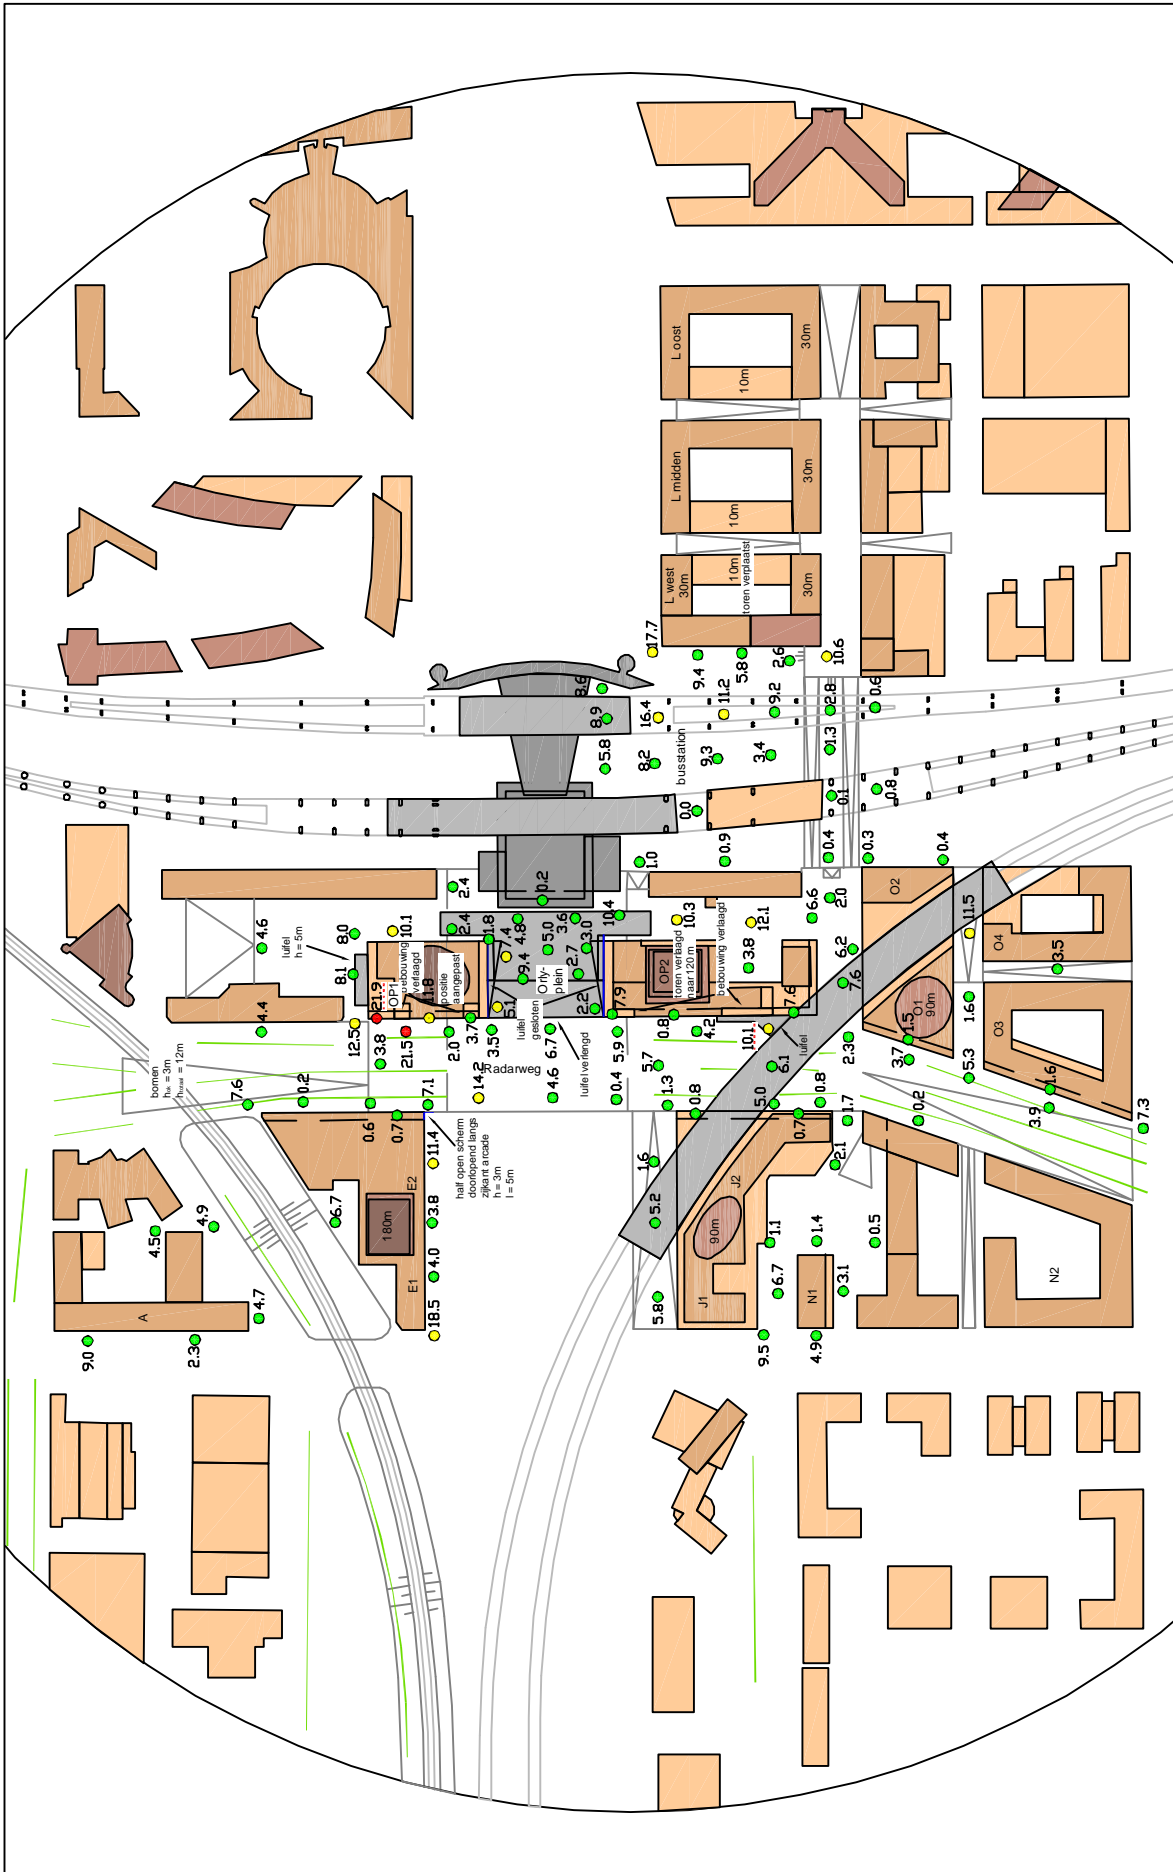 L oost
30m
10m
L midden
30m
10m
L west
30m
10m
30m
toren verplaatst
17.7
9.4
5.8
2.6
10.6
8.6
8.9
16.4
11.2
9.2
2.8
0.6
5.8
8.2
9.3
3.4
1.3
busstation
0.0
0.1
0.8
1.0
0.9
0.4
0.3
0.4
2.4
0.2
4.6
luifel
h = 5m
8.0
10.1
2.4
1.8
4.8
3.6
10.4
10.3
12.1
6.6
2.0
O2
11.5
O4
8.1
OP1
bebouwing
verlaagd
positie
aangepast
7.4
5.0
3.0
9.4
2.7
Orly-
plein
OP2
toren verlaagd
naar 120 m
bebouwing verlaagd
3.8
6.2
7.6
3.5
4.4
12.5
21.9
11.8
21.5
2.0
3.7
3.5
5.1
luifel
gesloten
2.2
7.9
6.7
5.9
0.8
4.2
10.1
7.6
luifel
O1
90m
1.5
1.6
O3
3.8
Radarweg
luifel verlengd
5.7
6.1
2.3
3.7
5.3
1.6
bomen
h = 3m
h = 12m
7.6
0.2
0.6
0.7
7.1
14.2
4.6
0.4
1.3
0.8
5.0
0.7
0.8
1.7
0.2
3.9
7.3
half open scherm
doorlopend langs
zijkant arcade
h = 3m
l = 5m
11.4
E2
180m
6.7
3.8
4.0
E1
18.5
1.6
5.2
J2
90m
2.1
1.1
1.4
0.5
5.8
J1
6.7
N1
3.1
N2
9.5
4.9
4.5
4.9
A
4.7
9.0
2.3